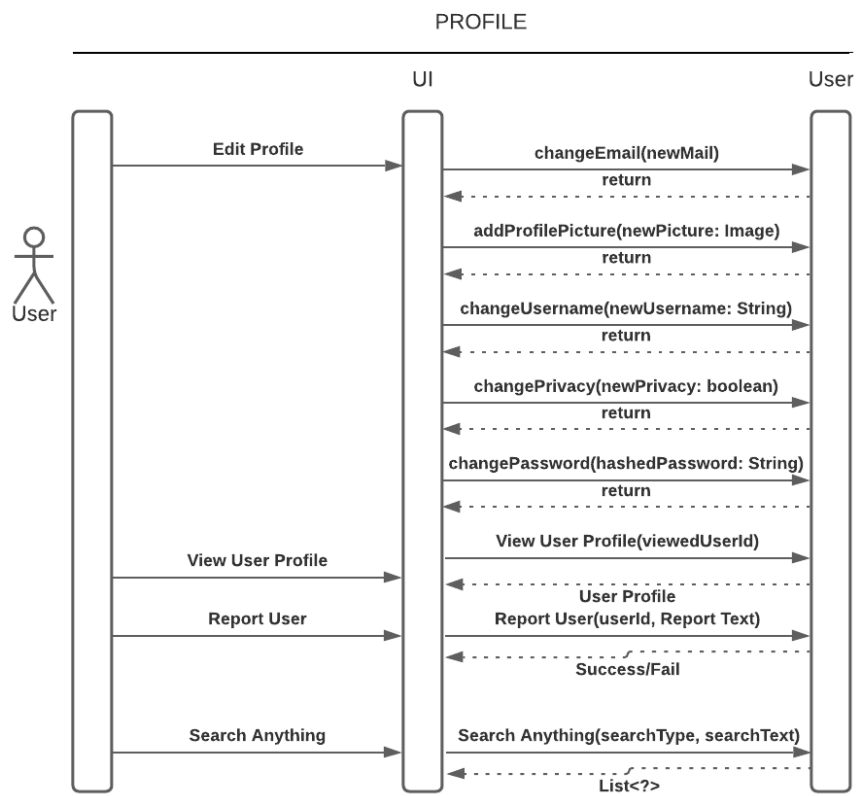 PROFILE
UI
User
Edit Profile
changeEmail(newMail)
return
addProfilePicture(newPicture: Image)
return
User
changeUsername(newUsername: String)
return
changePrivacy(newPrivacy: boolean)
return
changePassword(hashedPassword: String)
return
View User Profile(viewedUserId)
View User Profile
User Profile
Report User
Report User(userId, Report Text)
Success/Fail
Search Anything
Search Anything(searchType, searchText)
List<?>